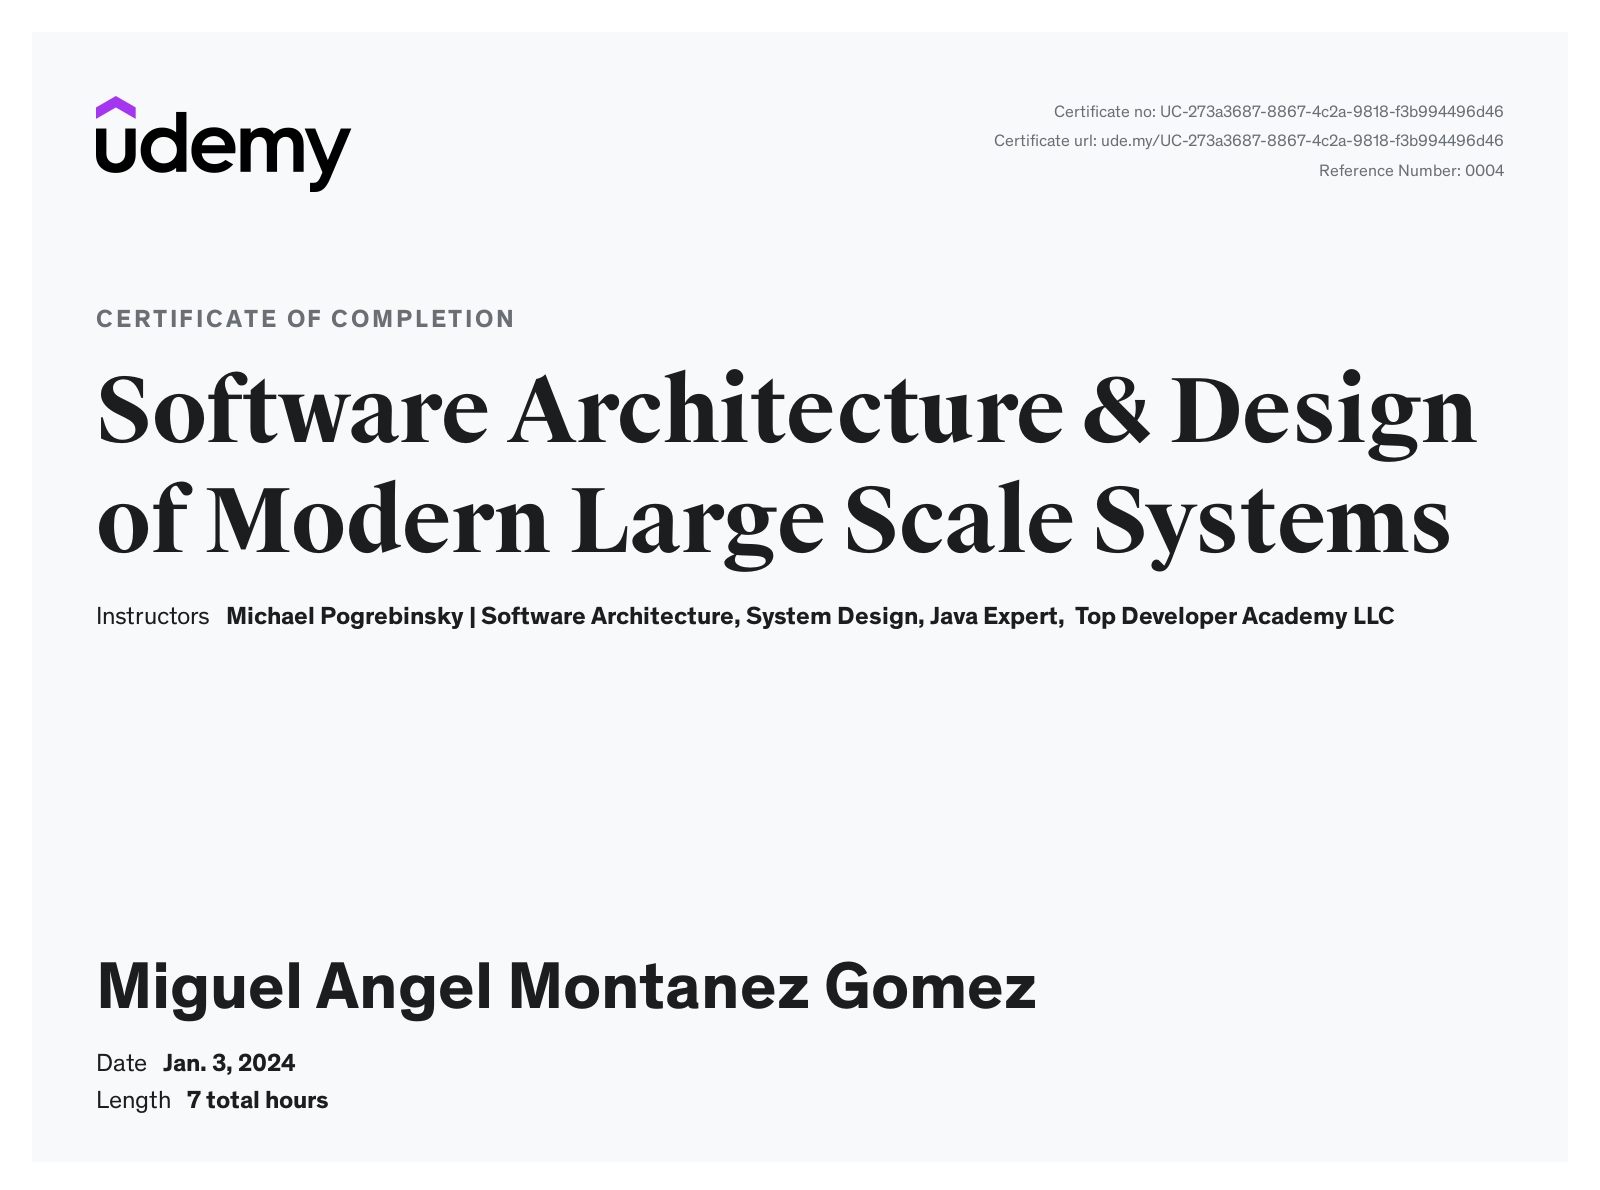 udemy
Certificate no: UC-273a3687-8867-4c2a-9818-f3b994496d46
Certificate url: ude.my/UC-273a3687-8867-4c2a-9818-f3b994496d46
Reference Number: 0004
CERTIFICATE OF COMPLETION
Software Architecture & Design
of Modern Large Scale Systems
Instructors Michael Pogrebinsky | Software Architecture, System Design, Java Expert, Top Developer Academy LLC
Miguel Angel Montanez Gomez
Date Jan. 3, 2024
Length 7 total hours